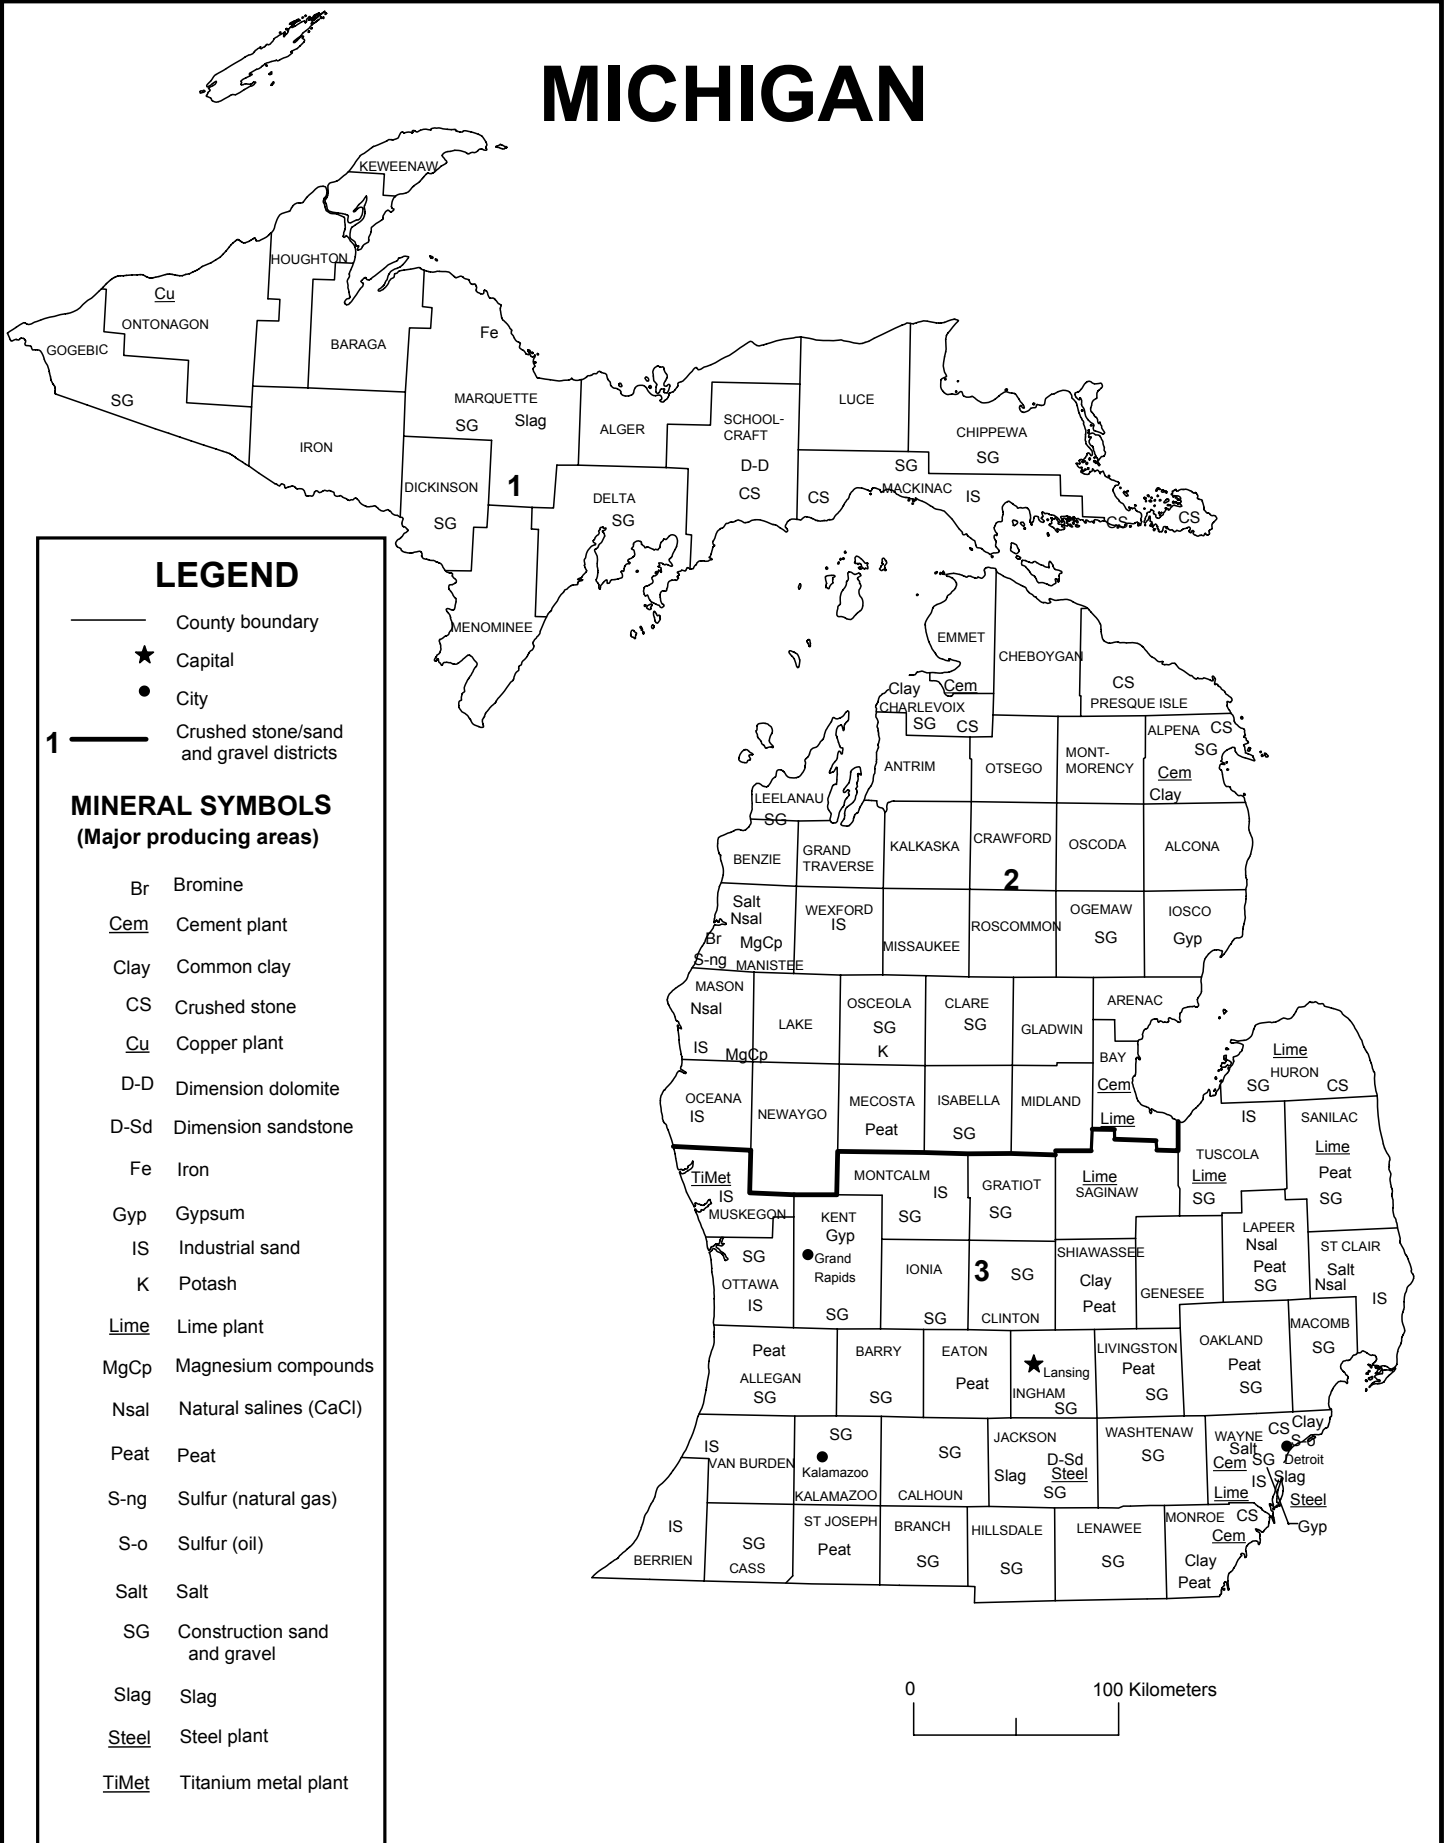 MICHIGAN
KEWEENAW
HOUGHTON
Cu
ONTONAGON
GOGEBIC
SG
BARAGA
Fe
MARQUETTE
SG Slag
IRON
ALGER
SCHOOL-
CRAFT
D-D
CS
LUCE
CHIPPEWA
SG
SG
MACKINAC IS
CS
CS
CS
DICKINSON
SG
1
DELTA
SG
MENOMINEE
LEGEND
County boundary
Capital
City
1 Crushed stone/sand
and gravel districts
MINERAL SYMBOLS
(Major producing areas)
Br Bromine
Cem Cement plant
Clay Common clay
CS Crushed stone
Cu Copper plant
D-D Dimension dolomite
D-Sd Dimension sandstone
Fe Iron
Gyp Gypsum
IS Industrial sand
K Potash
Lime Lime plant
MgCp Magnesium compounds
Nsal Natural salines (CaCl)
Peat Peat
S-ng Sulfur (natural gas)
S-o Sulfur (oil)
Salt Salt
SG Construction sand
and gravel
Slag Slag
Steel Steel plant
TiMet Titanium metal plant
EMMET
CHEBOYGAN
CS
PRESQUE ISLE
Clay Cem
CHARLEVOIX
SG CS
ANTRIM
OTSEGO
MONT-
MORENCY
ALPENA CS
SG
Cem
Clay
LEELANAU
SG
BENZIE
GRAND
TRAVERSE
KALKASKA
CRAWFORD
2
OSCODA
ALCONA
Salt
Nsal
Br MgCp
S-ng MANISTEE
WEXFORD
IS
MISSAUKEE
ROSCOMMON
OGEMAW
SG
IOSCO
Gyp
MASON
Nsal
IS MgCp
LAKE
OSCEOLA
SG
K
CLARE
SG
GLADWIN
ARENAC
BAY
Cem
Lime
OCEANA
IS
NEWAYGO
MECOSTA
Peat
ISABELLA
SG
MIDLAND
Lime
HURON
SG CS
IS
TUSCOLA
Lime
SG
SANILAC
Lime
Peat
SG
TiMet
IS
MUSKEGON
MONTCALM
IS
SG
GRATIOT
SG
Lime
SAGINAW
KENT
Gyp
Grand
Rapids
SG
SG
OTTAWA
IS
IONIA
SG
3 SG
CLINTON
SHIAWASSEE
Clay
Peat
GENESEE
LAPEER
Nsal
Peat
SG
ST CLAIR
Salt
Nsal
IS
Peat
ALLEGAN
SG
BARRY
SG
EATON
Peat
Lansing
INGHAM
SG
LIVINGSTON
Peat
SG
OAKLAND
Peat
SG
MACOMB
SG
IS
VAN BURDEN
SG
Kalamazoo
KALAMAZOO
SG
CALHOUN
JACKSON
D-Sd
Slag Steel
SG
WASHTENAW
SG
WAYNE CS Clay
Salt S-o
Cem SG Detroit
IS Slag
Lime Steel
Gyp
IS
BERRIEN
SG
CASS
ST JOSEPH
Peat
BRANCH
SG
HILLSDALE
SG
LENAWEE
SG
MONROE CS
Cem
Clay
Peat
0 100 Kilometers